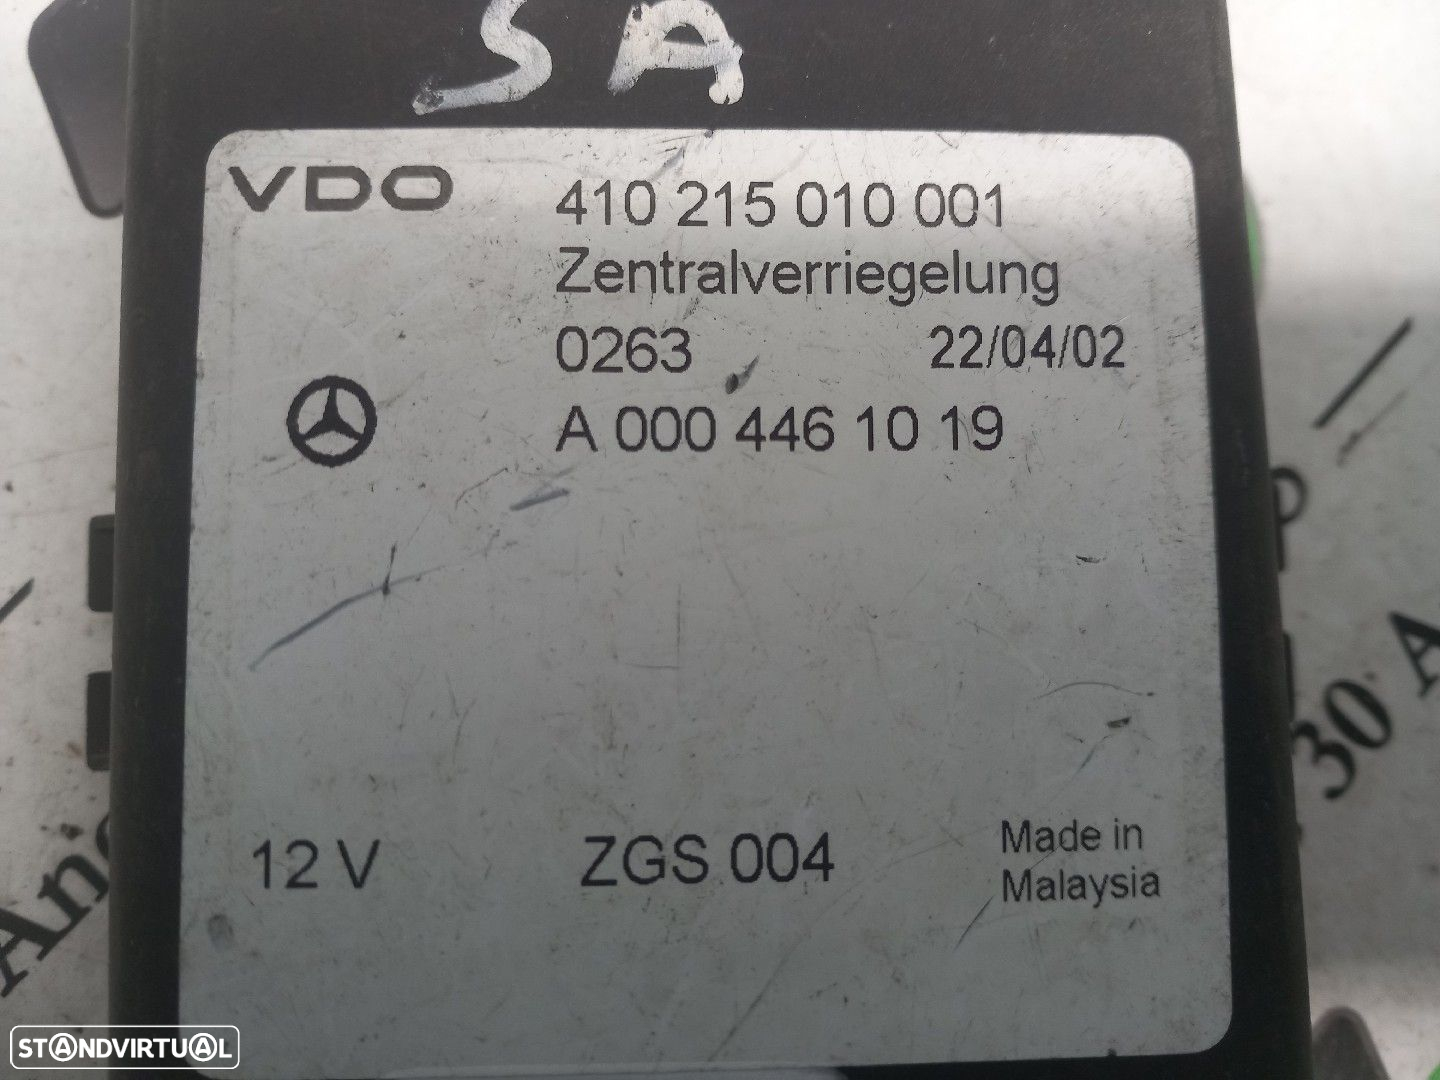 SA
VDO 410 215 010 001
Zentralverriegelung
0263 22/04/02
A 000 446 10 19
12 V ZGS 004 Made in
Malaysia
30 A
STANDVIRTUAL